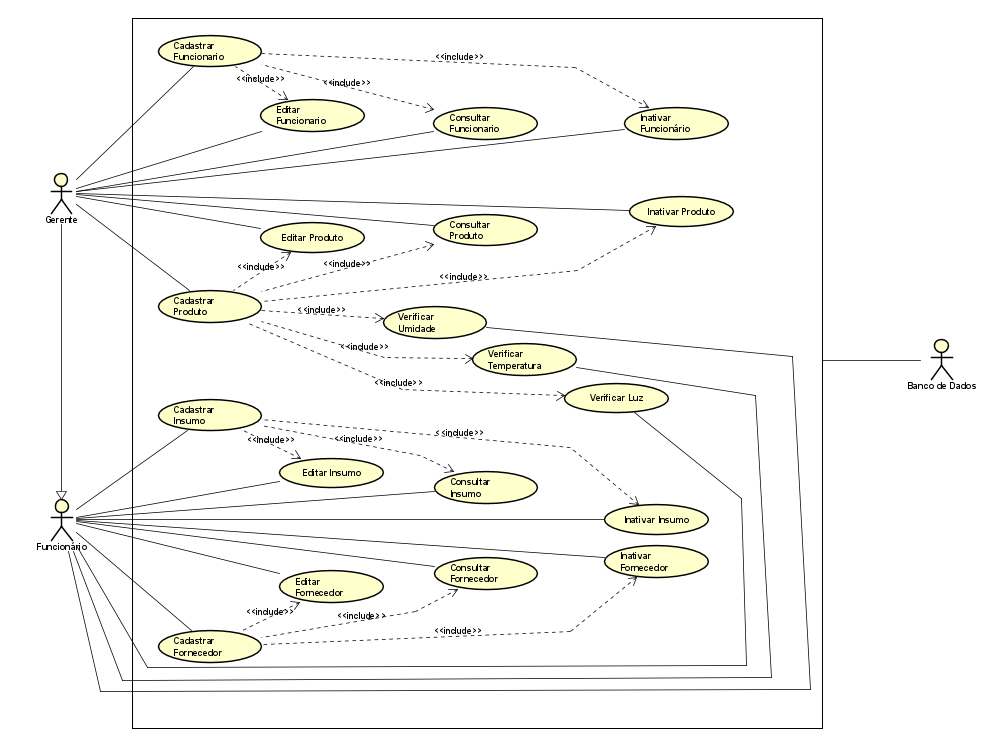 Cadastrar
Funcionario
<<include>>
<<include>>
<<include>>
Editar
Funcionario
Consultar
Funcionario
Inativar
Funcionário
Gerente
Inativar Produto
Consultar
Produto
Editar Produto
<<include>>
<<include>>
<<include>>
Cadastrar
Produto
<<include>>
Verificar
Umidade
<<include>>
Verificar
Temperatura
<<include>>
Verificar Luz
Banco de Dados
Cadastrar
Insumo
<<include>>
<<include>>
<<include>>
Editar Insumo
Consultar
Insumo
Inativar Insumo
Funcionário
Inativar
Fornecedor
Consultar
Fornecedor
Editar
Fornecedor
<<include>>
<<include>>
<<include>>
Cadastrar
Fornecedor